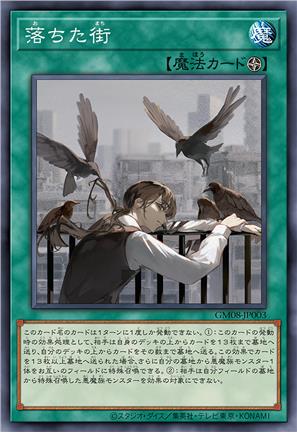 落ちた街
【魔法カード】
GM08-JP003
このカード名のカードは1ターンに1度しか発動できない。①:このカードの発動
時の効果処理として、相手は自身のデッキの上からカードを13枚まで墓地へ
送り、自分のデッキの上からカードをその数まで墓地へ送る。この効果でカード
を13枚以上墓地へ送られた場合、さらに自分の墓地から悪魔族モンスター1
体をお互いのフィールドに特殊召喚できる。②:相手は自分フィールドの墓地
から特殊召喚した悪魔族モンスターを効果の対象にできない。
©スタジオ・ダイス/集英社・テレビ東京・KONAMI